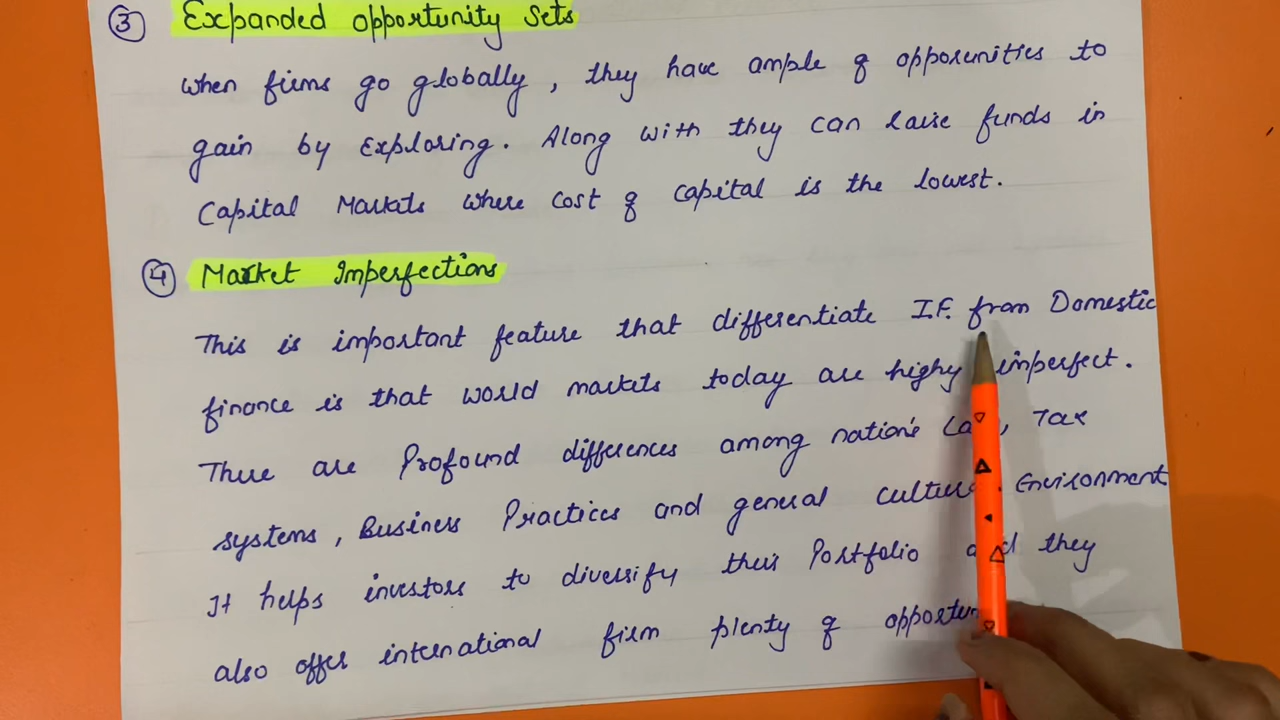 ③ Expanded Opportunity Sets
When firms go globally, they have ample of opporunities to
gain by Exploring. Along with they can raise funds in
Capital Markets where cost of capital is the lowest.
④ Market Imperfections
This is important feature that differentiate I.F. from Domestic
finance is that world markets today are highly imperfect.
There are Profound differences among nation's Law, Tax
systems, Business Practices and general cultural Environment
It helps investors to diversify their Portfolio and they
also offer international firm plenty of